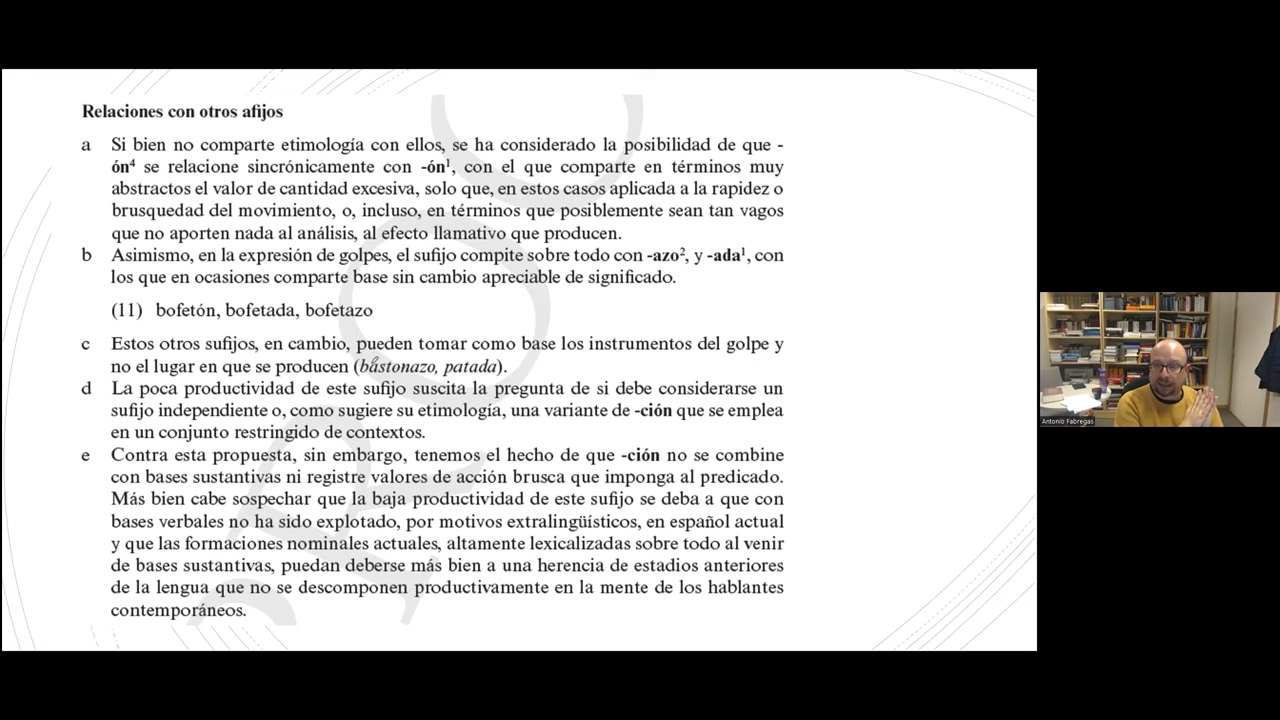 Relaciones con otros afijos
a Si bien no comparte etimología con ellos, se ha considerado la posibilidad de que -
ón⁴ se relacione sincrónicamente con -ón¹, con el que comparte en términos muy
abstractos el valor de cantidad excesiva, solo que, en estos casos aplicada a la rapidez o
brusquedad del movimiento, o, incluso, en términos que posiblemente sean tan vagos
que no aporten nada al análisis, al efecto llamativo que producen.
b Asimismo, en la expresión de golpes, el sufijo compite sobre todo con -azo², y -ada¹, con
los que en ocasiones comparte base sin cambio apreciable de significado.
(11) bofetón, bofetada, bofetazo
c Estos otros sufijos, en cambio, pueden tomar como base los instrumentos del golpe y
no el lugar en que se producen (bastonazo, patada).
d La poca productividad de este sufijo suscita la pregunta de si debe considerarse un
sufijo independiente o, como sugiere su etimología, una variante de -ción que se emplea
en un conjunto restringido de contextos.
e Contra esta propuesta, sin embargo, tenemos el hecho de que -ción no se combine
con bases sustantivas ni registre valores de acción brusca que imponga al predicado.
Más bien cabe sospechar que la baja productividad de este sufijo se deba a que con
bases verbales no ha sido explotado, por motivos extralingüísticos, en español actual
y que las formaciones nominales actuales, altamente lexicalizadas sobre todo al venir
de bases sustantivas, puedan deberse más bien a una herencia de estadios anteriores
de la lengua que no se descomponen productivamente en la mente de los hablantes
contemporáneos.
Antonio Fabregas